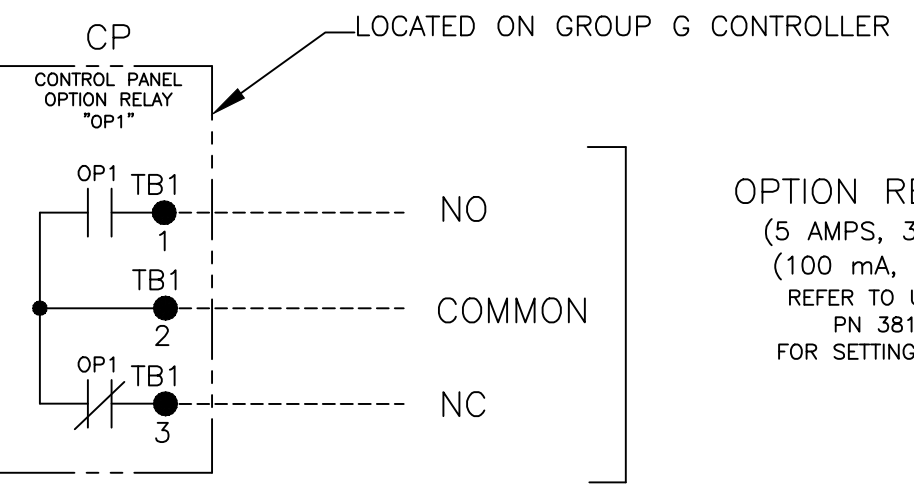 CP
LOCATED ON GROUP G CONTROLLER
CONTROL PANEL
OPTION RELAY
"OP1"
OP1
TB1
1
NO
TB1
2
COMMON
OP1
TB1
3
NC
OPTION
(5 AMPS,
(100 mA,
REFER TO
PN 381
FOR SETTING